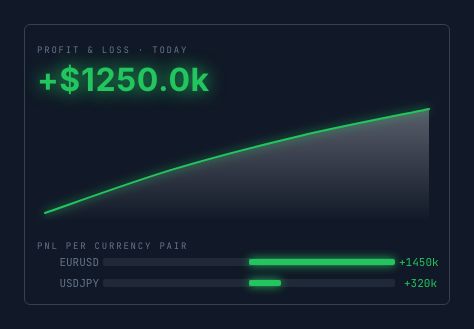 PROFIT & LOSS · TODAY
+$1250.0k
PNL PER CURRENCY PAIR
EURUSD +1450k
USDJPY +320k